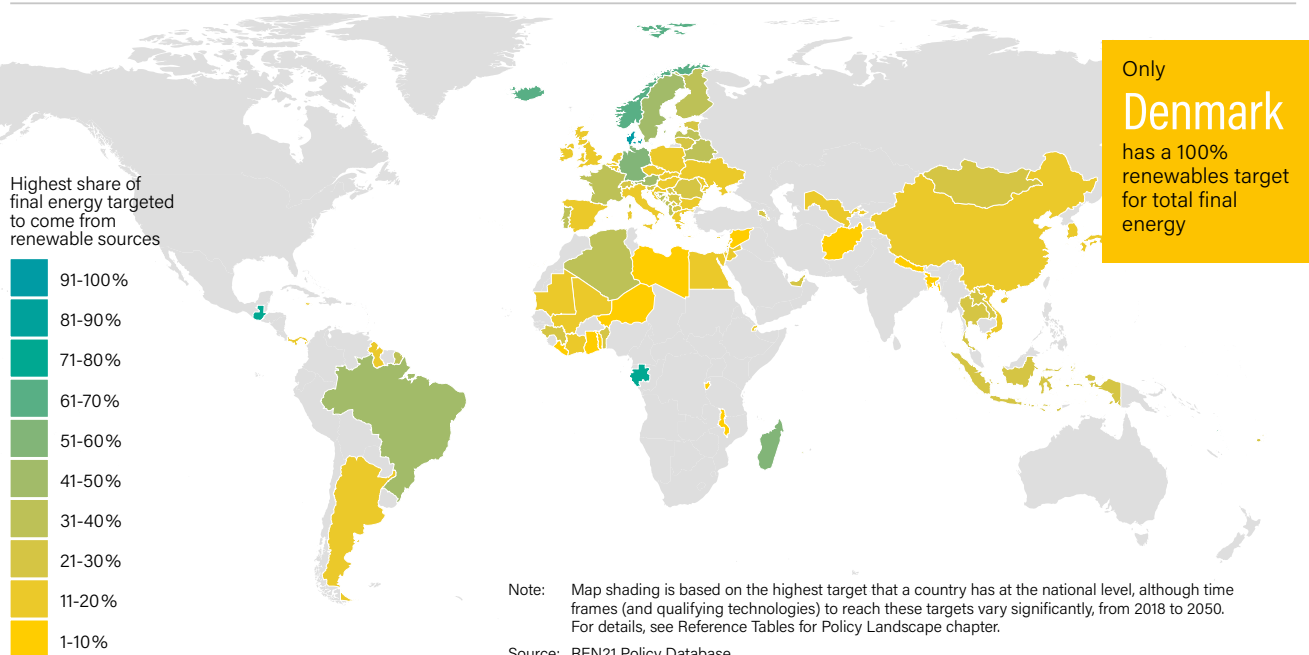 Only
Denmark
has a 100%
renewables target
for total final
energy
Highest share of
final energy targeted
to come from
renewable sources
91-100%
81-90%
71-80%
61-70%
51-60%
41-50%
31-40%
21-30%
11-20%
1-10%
Note: Map shading is based on the highest target that a country has at the national level, although time
frames (and qualifying technologies) to reach these targets vary significantly, from 2018 to 2050.
For details, see Reference Tables for Policy Landscape chapter.
Source: REN21 Policy Database